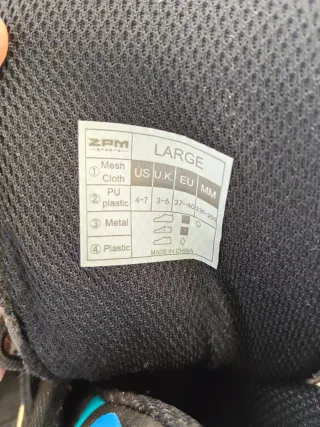 ZPM
SPORTS
LARGE
① Mesh Cloth
US U.K. EU MM
② PU plastic
4-7 3-6 37-40
③ Metal
④ Plastic
MADE IN CHINA